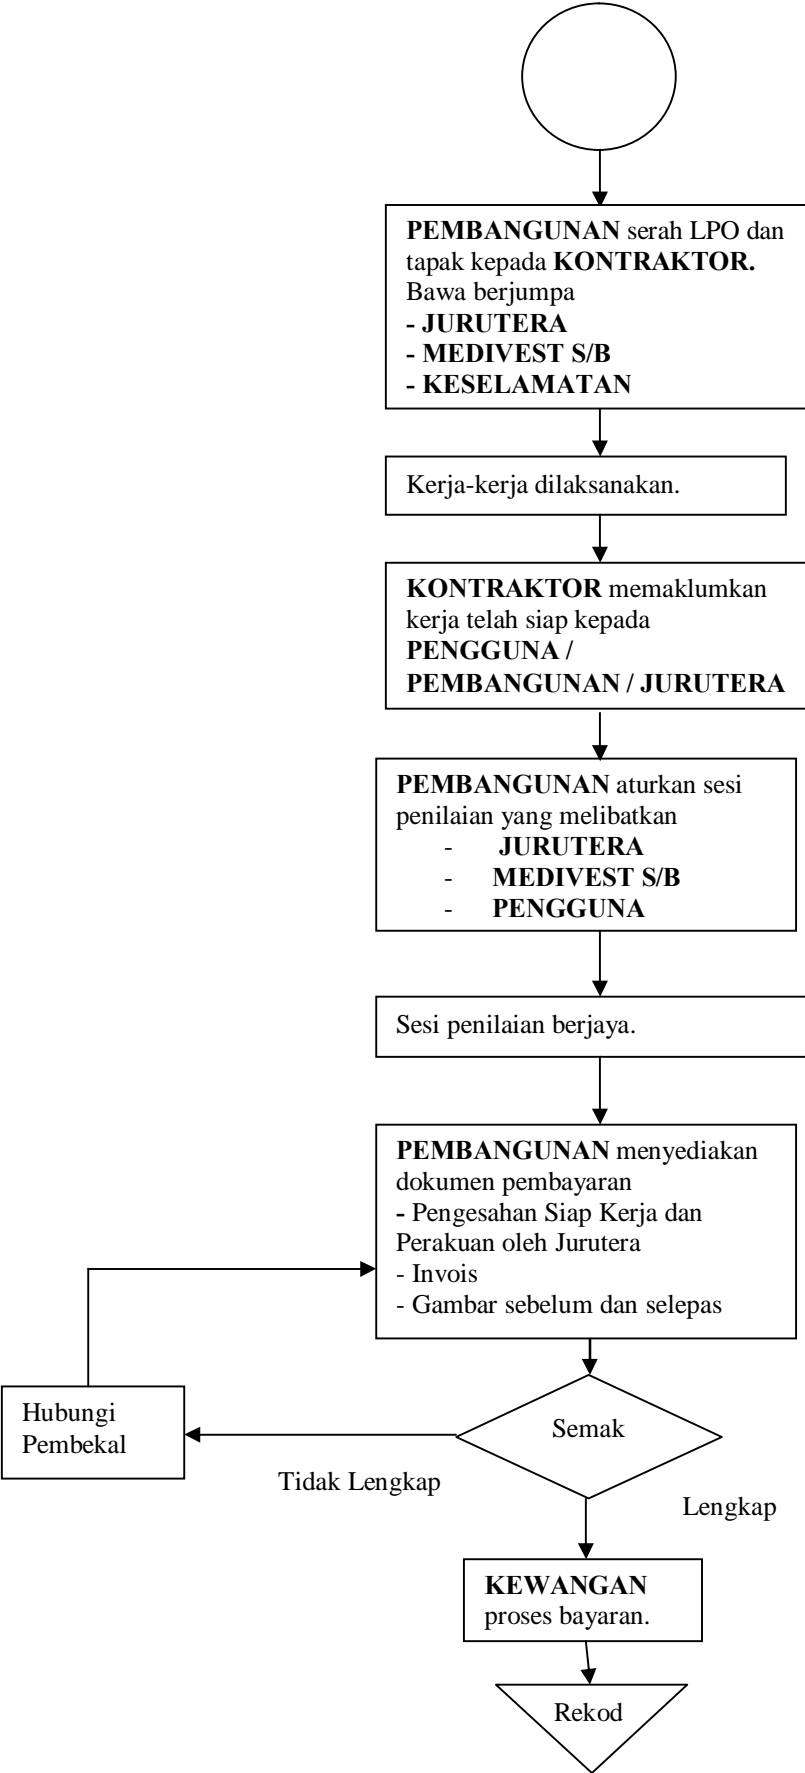 PEMBANGUNAN serah LPO dan
tapak kepada KONTRAKTOR.
Bawa berjumpa
- JURUTERA
- MEDIVEST S/B
- KESELAMATAN
Kerja-kerja dilaksanakan.
KONTRAKTOR memaklumkan
kerja telah siap kepada
PENGGUNA /
PEMBANGUNAN / JURUTERA
PEMBANGUNAN aturkan sesi
penilaian yang melibatkan
- JURUTERA
- MEDIVEST S/B
- PENGGUNA
Sesi penilaian berjaya.
PEMBANGUNAN menyediakan
dokumen pembayaran
- Pengesahan Siap Kerja dan
Perakuan oleh Jurutera
- Invois
- Gambar sebelum dan selepas
Hubungi
Pembekal
Semak
Tidak Lengkap
Lengkap
KEWANGAN
proses bayaran.
Rekod